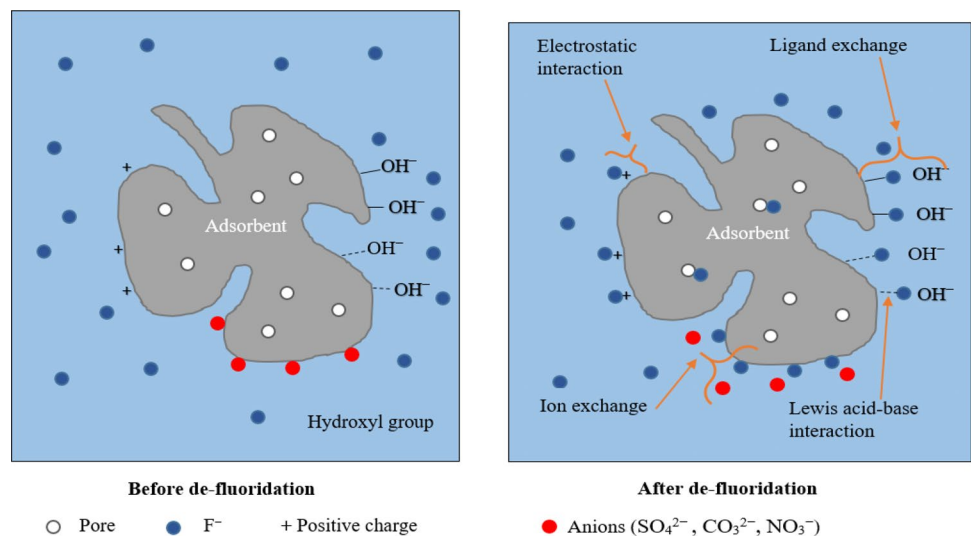 +
+
+
Adsorbent
OH⁻
OH⁻
OH⁻
OH⁻
Hydroxyl group
Before de-fluoridation
Electrostatic
interaction
Ligand exchange
+
+
+
Adsorbent
OH⁻
OH⁻
OH⁻
OH⁻
Ion exchange
Lewis acid-base
interaction
After de-fluoridation
Pore
F⁻
+ Positive charge
Anions (SO₄²⁻ , CO₃²⁻, NO₃⁻)